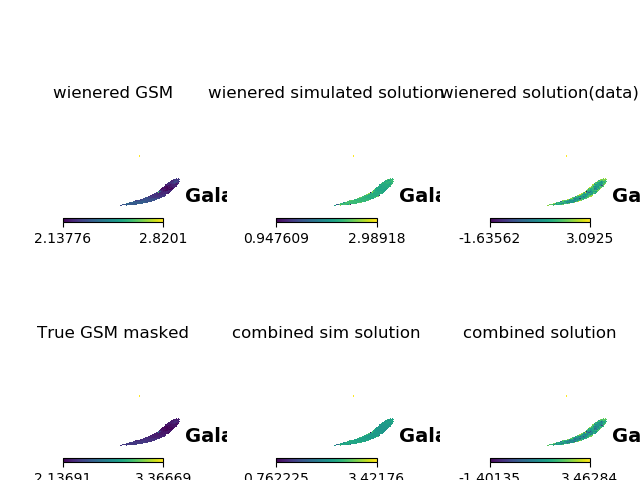 wienered GSM
wienered simulated solution
wienered solution(data)
Gala
Gala
Ga
2.13776 2.8201
0.947609 2.98918
-1.63562 3.0925
True GSM masked
combined sim solution
combined solution
Gala
Gala
Ga
2.13691 3.36669
0.762225 3.42176
-1.40135 3.46284